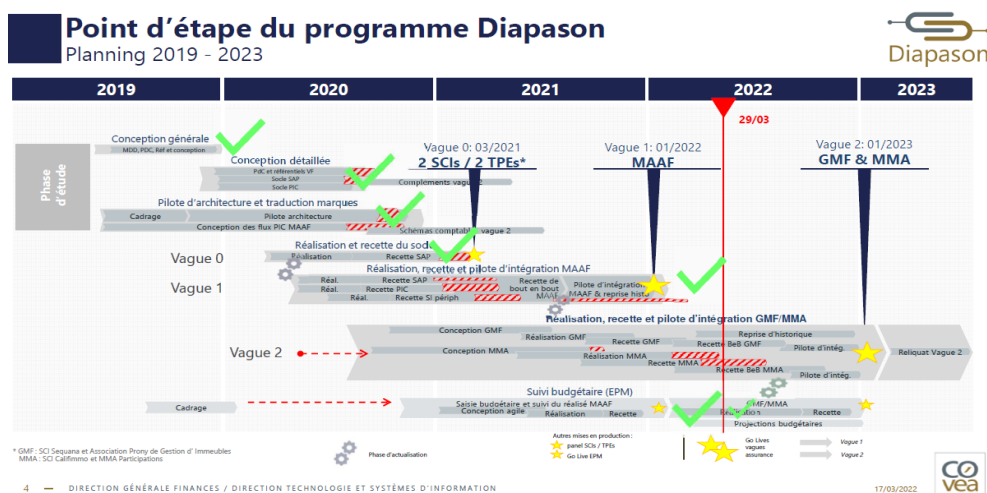 Point d'étape du programme Diapason
Planning 2019 - 2023
Diapason
2019 2020 2021 2022 2023
29/03
Phase d'étude
Conception générale
MDD, PDC, Réf et conception
Conception détaillée
PdC et référentiels VF
Socle SAP
Socle PIC
Compléments vague 2
Vague 0: 03/2021
2 SCIs / 2 TPEs*
Vague 1: 01/2022
MAAF
Vague 2: 01/2023
GMF & MMA
Pilote d'architecture et traduction marques
Cadrage
Pilote architecture
Conception des flux PIC MAAF
Schémas comptables vague 2
Vague 0
Réalisation et recette du socle
Réalisation
Recette SAP
Vague 1
Réalisation, recette et pilote d'intégration MAAF
Réal.
Recette SAP
Réal.
Recette PIC
Réal.
Recette SI périph
Recette de
bout en bout
MAAF
Pilote d'intégration
MAAF & reprise histo
Vague 2
Réalisation, recette et pilote d'intégration GMF/MMA
Conception GMF
Réalisation GMF
Recette GMF
Recette BeB GMF
Reprise d'historique
Pilote d'intég.
Conception MMA
Réalisation MMA
Recette MMA
Recette BeB MMA
Pilote d'intég.
Reliquat Vague 2
Suivi budgétaire (EPM)
Cadrage
Saisie budgétaire et suivi du réalisé MAAF
Conception agile
Réalisation
Recette
GMF/MMA
Réalisation
Recette
Projections budgétaires
* GMF : SCI Sequana et Association Prony de Gestion d' Immeubles
MMA : SCI Califimmo et MMA Participations
Phase d'actualisation
Autres mises en production :
panel SCIs / TPEs
Go Live EPM
Go Lives
vagues
assurance
Vague 1
Vague 2
4 — DIRECTION GÉNÉRALE FINANCES / DIRECTION TECHNOLOGIE ET SYSTÈMES D'INFORMATION
17/03/2022
covea